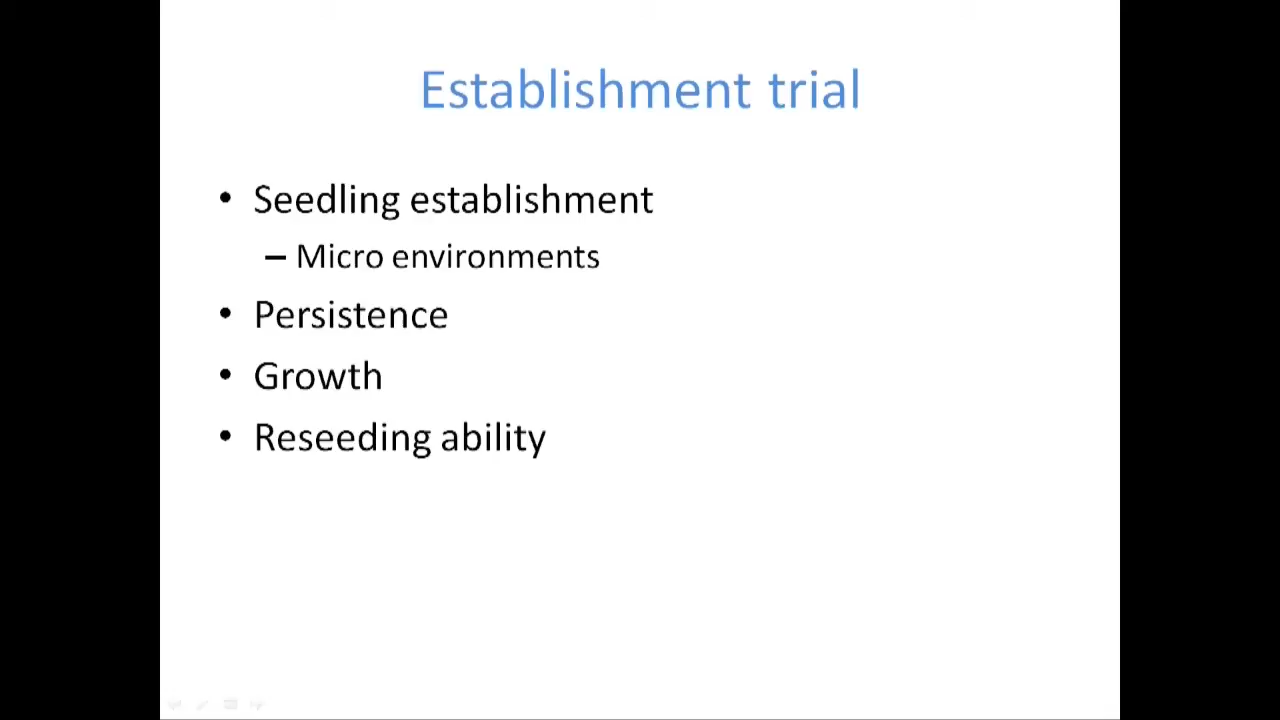 Establishment trial
• Seedling establishment
– Micro environments
• Persistence
• Growth
• Reseeding ability